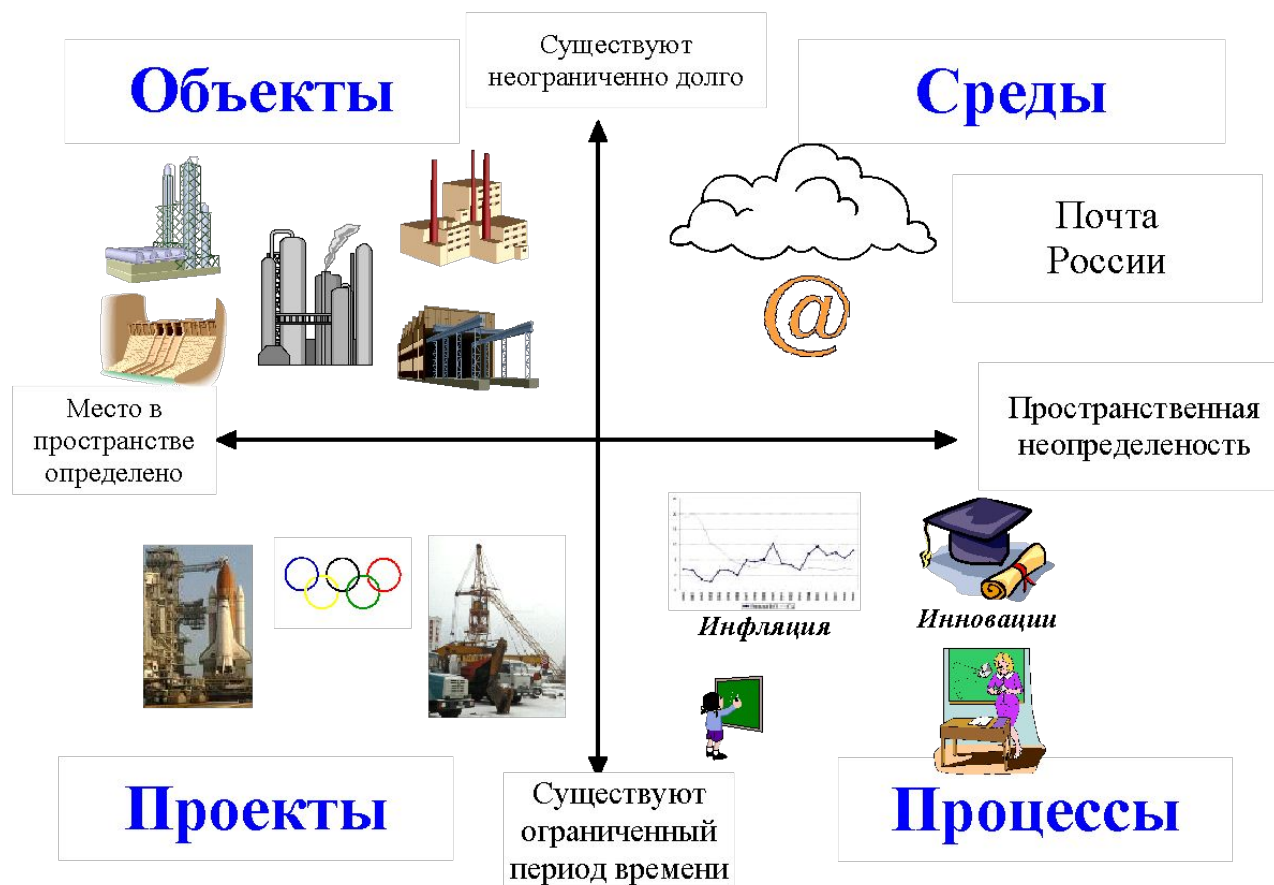 Существуют
неограниченно долго
Объекты
Среды
Почта
России
@
Место в
пространстве
определено
Пространственная
неопределеность
Инфляция
Инновации
Проекты
Существуют
ограниченный
период времени
Процессы